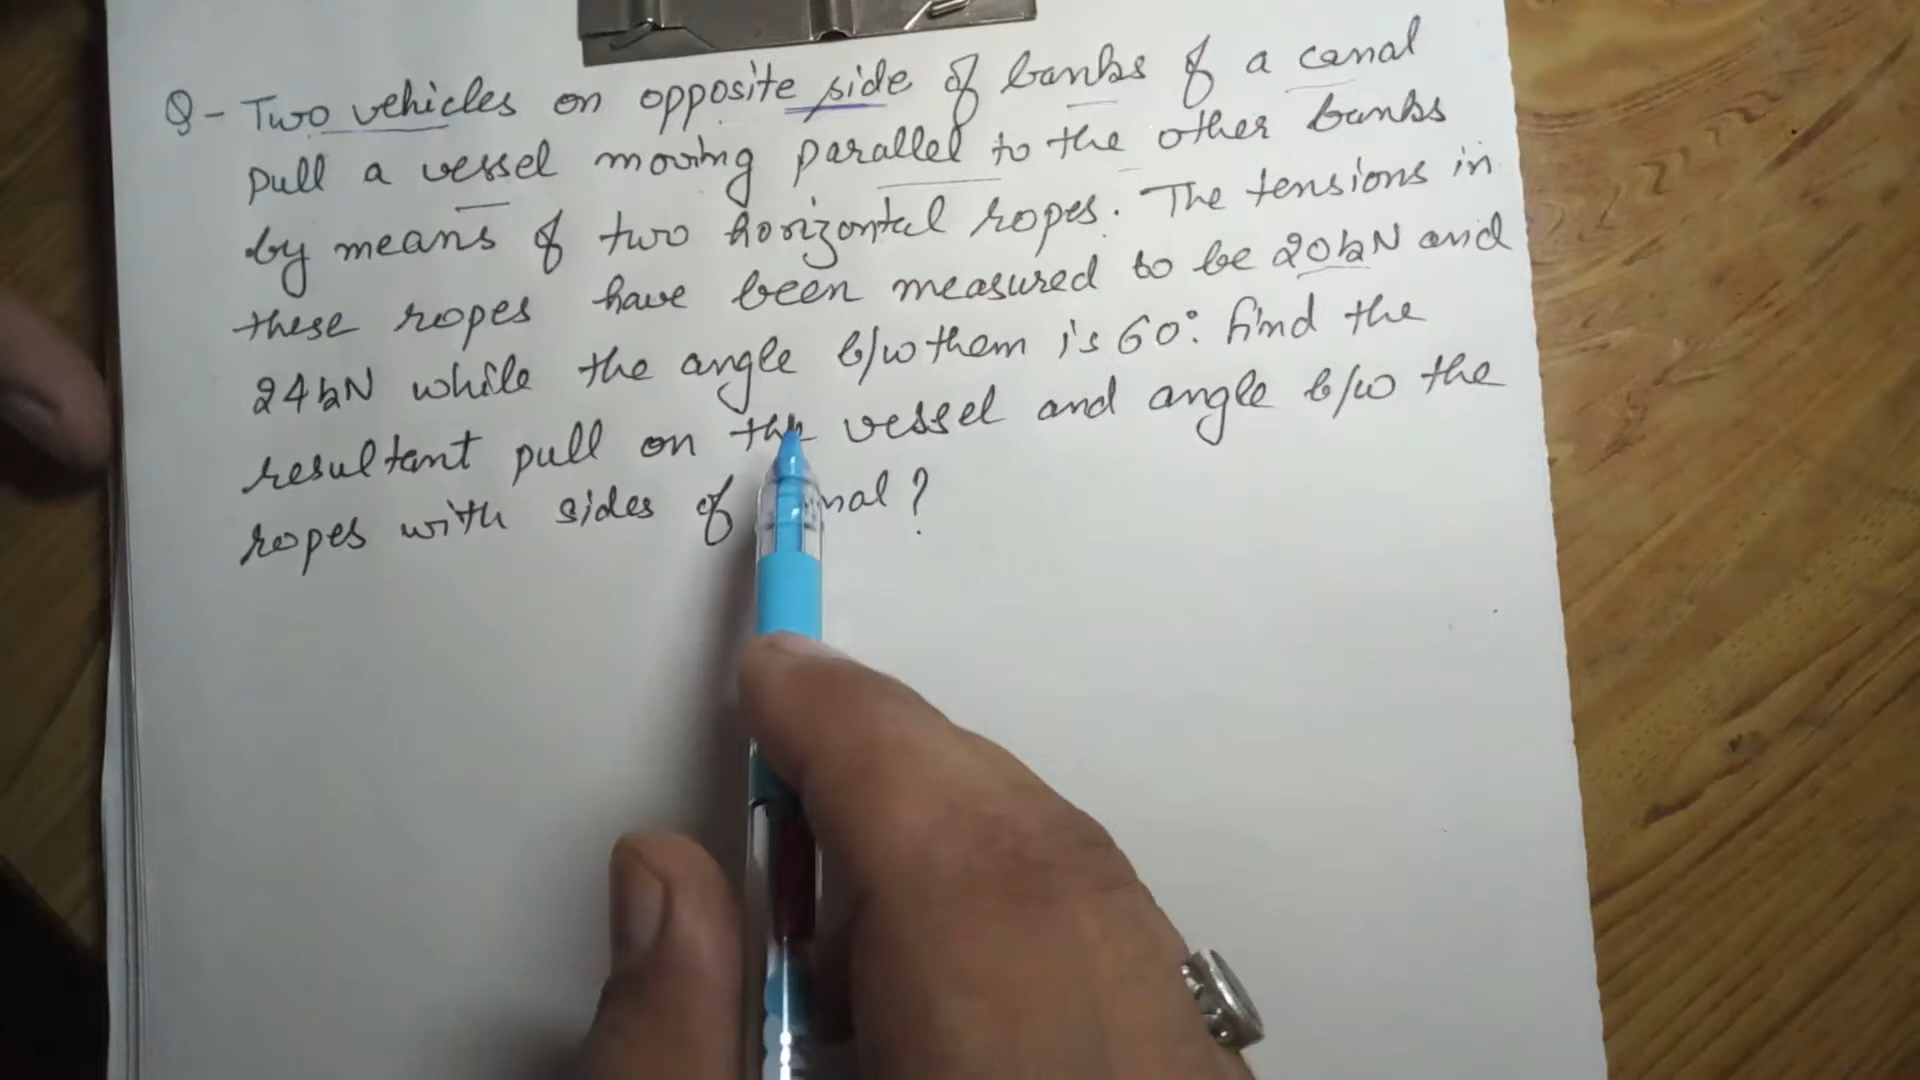 Q- Two vehicles on opposite side of banks of a canal
pull a vessel moving parallel to the other banks
by means of two horizontal ropes. The tensions in
these ropes have been measured to be 20kN and
24kN while the angle b/w them is 60°. find the
resultant pull on the vessel and angle b/w the
ropes with sides of